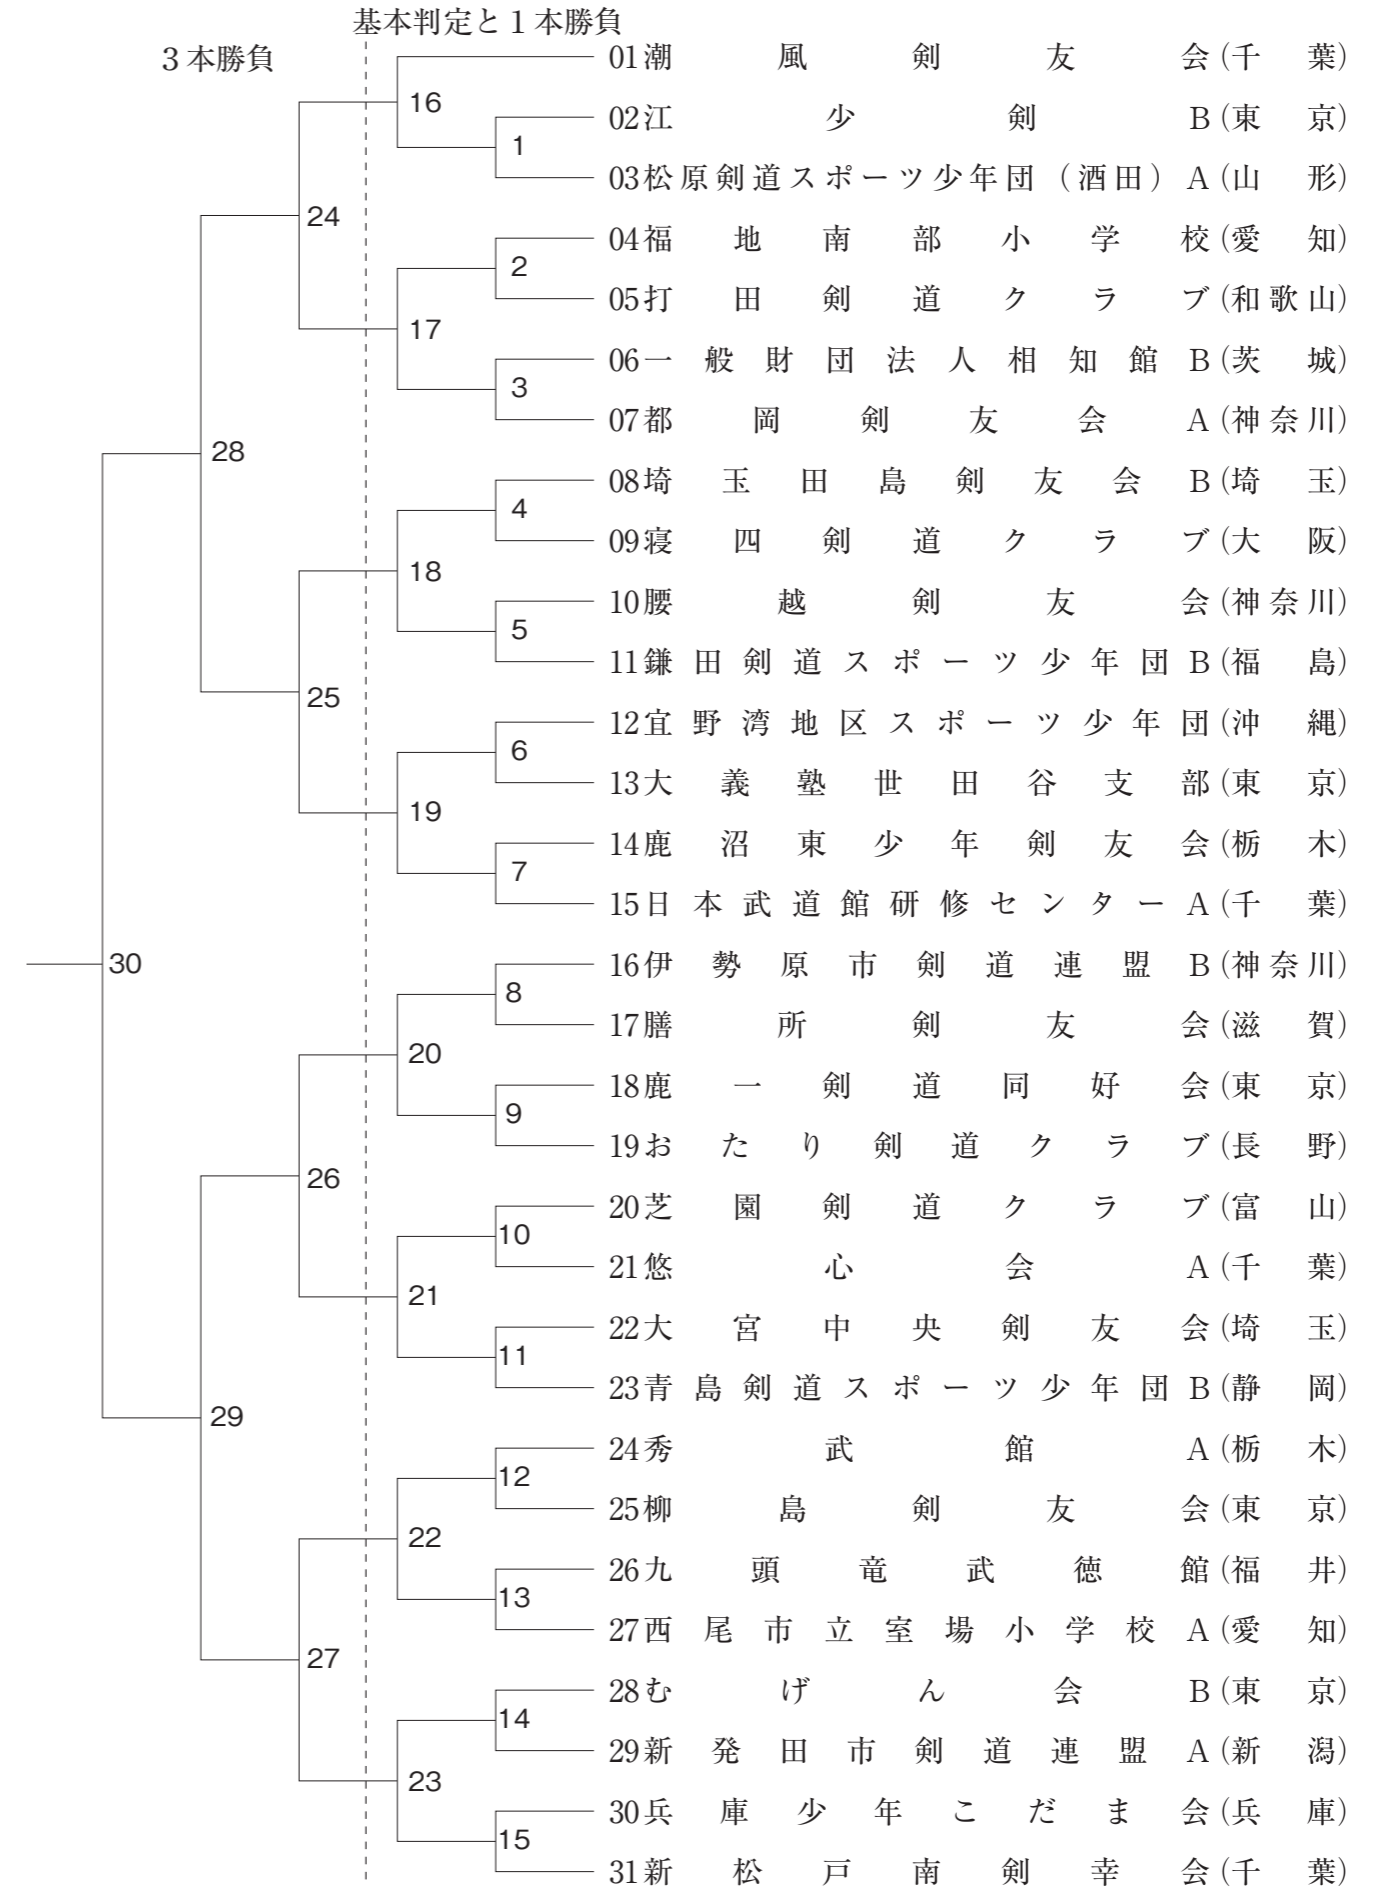 基本判定と１本勝負
３本勝負
01潮風剣友会（千葉）
16
02江少剣B（東京）
1
03松原剣道スポーツ少年団（酒田）A（山形）
24
04福地南部小学校（愛知）
2
05打田剣道クラブ（和歌山）
17
06一般財団法人相知館B（茨城）
3
07都岡剣友会A（神奈川）
28
08埼玉田島剣友会B（埼玉）
4
09寝四剣道クラブ（大阪）
18
10腰越剣友会（神奈川）
5
11鎌田剣道スポーツ少年団B（福島）
25
12宜野湾地区スポーツ少年団（沖縄）
6
13大義塾世田谷支部（東京）
19
14鹿沼東少年剣友会（栃木）
7
15日本武道館研修センターA（千葉）
30
16伊勢原市剣道連盟B（神奈川）
8
17膳所剣友会（滋賀）
20
18鹿一剣道同好会（東京）
9
19おたり剣道クラブ（長野）
26
20芝園剣道クラブ（富山）
10
21悠心会A（千葉）
21
22大宮中央剣友会（埼玉）
11
23青島剣道スポーツ少年団B（静岡）
29
24秀武館A（栃木）
12
25柳島剣友会（東京）
22
26九頭竜武徳館（福井）
13
27西尾市立室場小学校A（愛知）
27
28むげん会B（東京）
14
29新発田市剣道連盟A（新潟）
23
30兵庫少年こだま会（兵庫）
15
31新松戸南剣幸会（千葉）